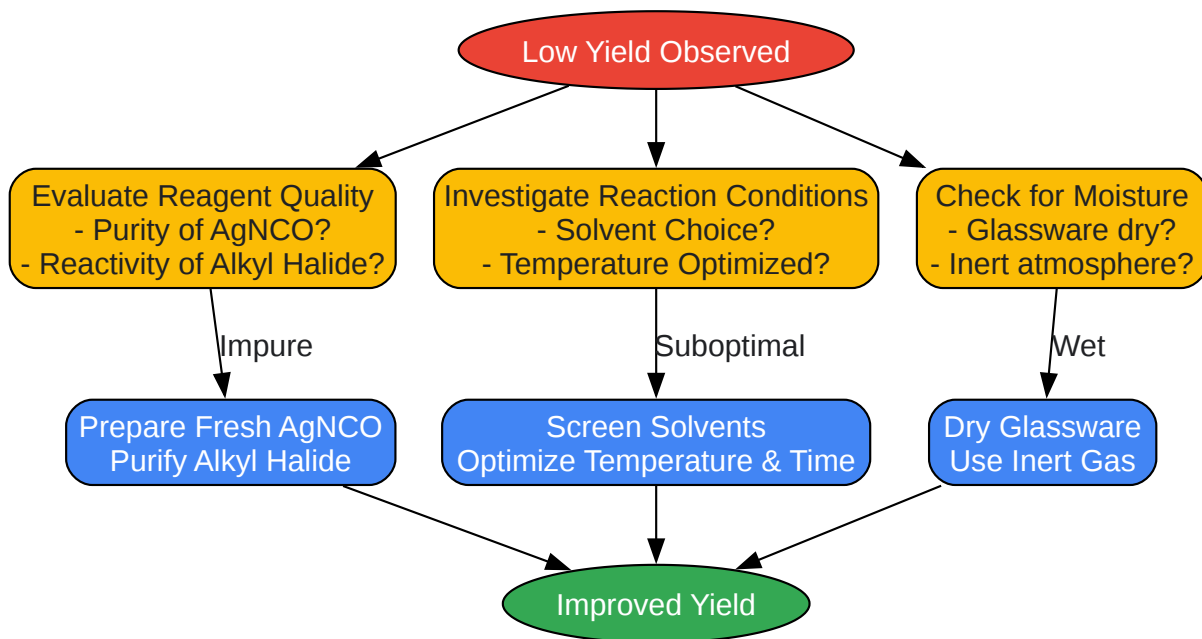 Low Yield Observed
Evaluate Reagent Quality
- Purity of AgNCO?
- Reactivity of Alkyl Halide?
Investigate Reaction Conditions
- Solvent Choice?
- Temperature Optimized?
Check for Moisture
- Glassware dry?
- Inert atmosphere?
Impure
Suboptimal
Wet
Prepare Fresh AgNCO
Purify Alkyl Halide
Screen Solvents
Optimize Temperature & Time
Dry Glassware
Use Inert Gas
Improved Yield